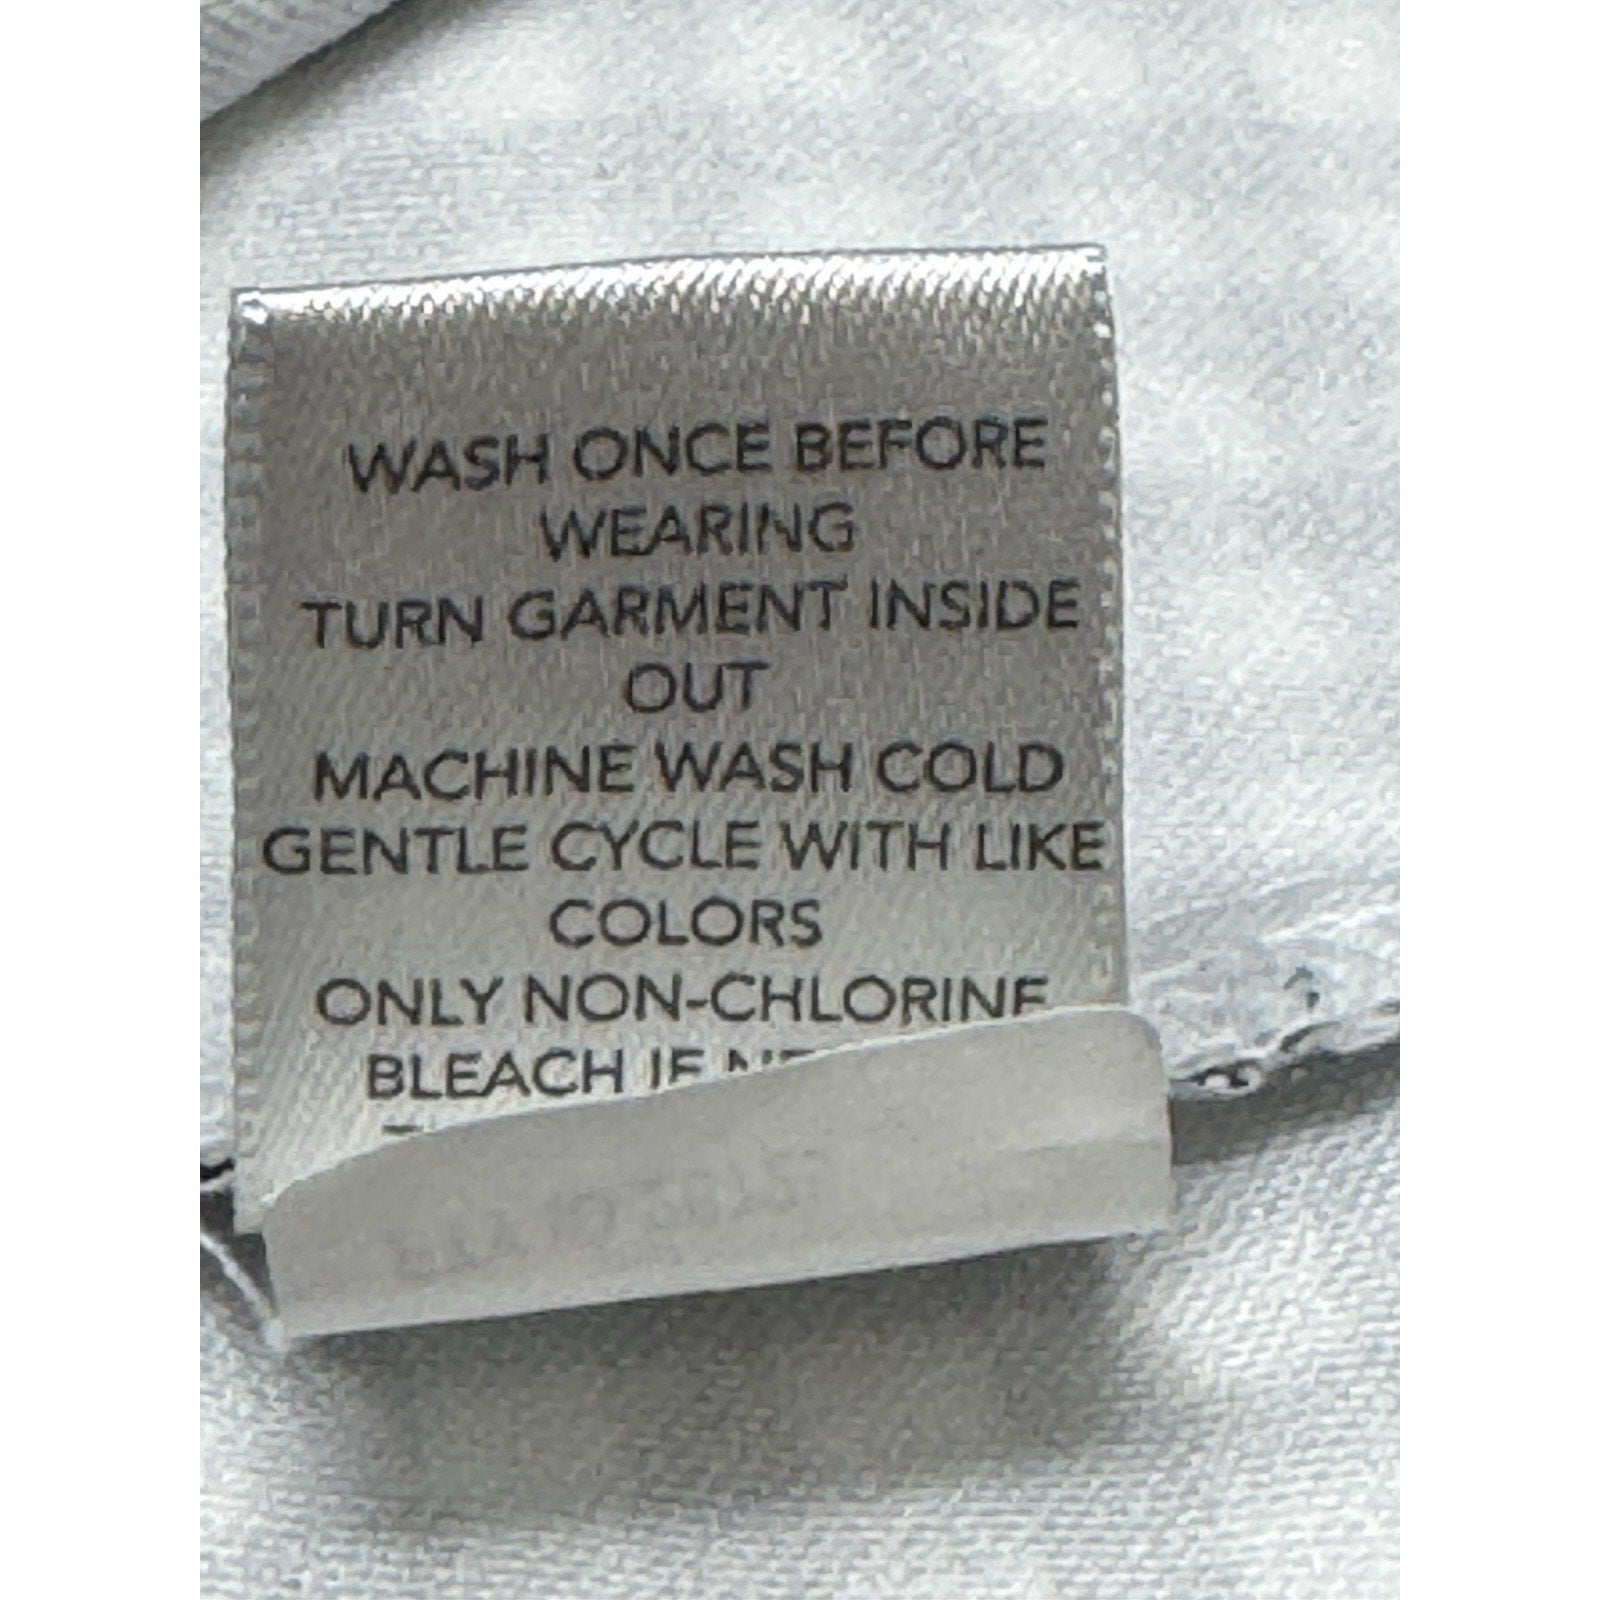 WASH ONCE BEFORE
WEARING
TURN GARMENT INSIDE
OUT
MACHINE WASH COLD
GENTLE CYCLE WITH LIKE
COLORS
ONLY NON-CHLORINE
BLEACH IF